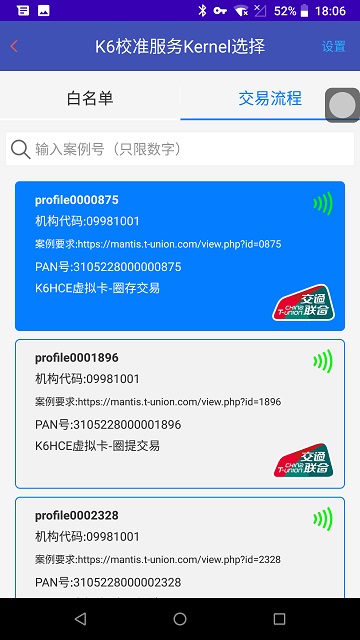 52% 18:06
K6校准服务Kernel选择
设置
白名单
交易流程
输入案例号（只限数字）
profile0000875
机构代码:09981001
案例要求:https://mantis.t-union.com/view.php?id=0875
PAN号:3105228000000875
K6HCE虚拟卡-圈存交易
交通
CHINA
T-UNION
联合
profile0001896
机构代码:09981001
案例要求:https://mantis.t-union.com/view.php?id=1896
PAN号:3105228000001896
K6HCE虚拟卡-圈提交易
交通
CHINA
T-UNION
联合
profile0002328
机构代码:09981001
案例要求:https://mantis.t-union.com/view.php?id=2328
PAN号:3105228000002328